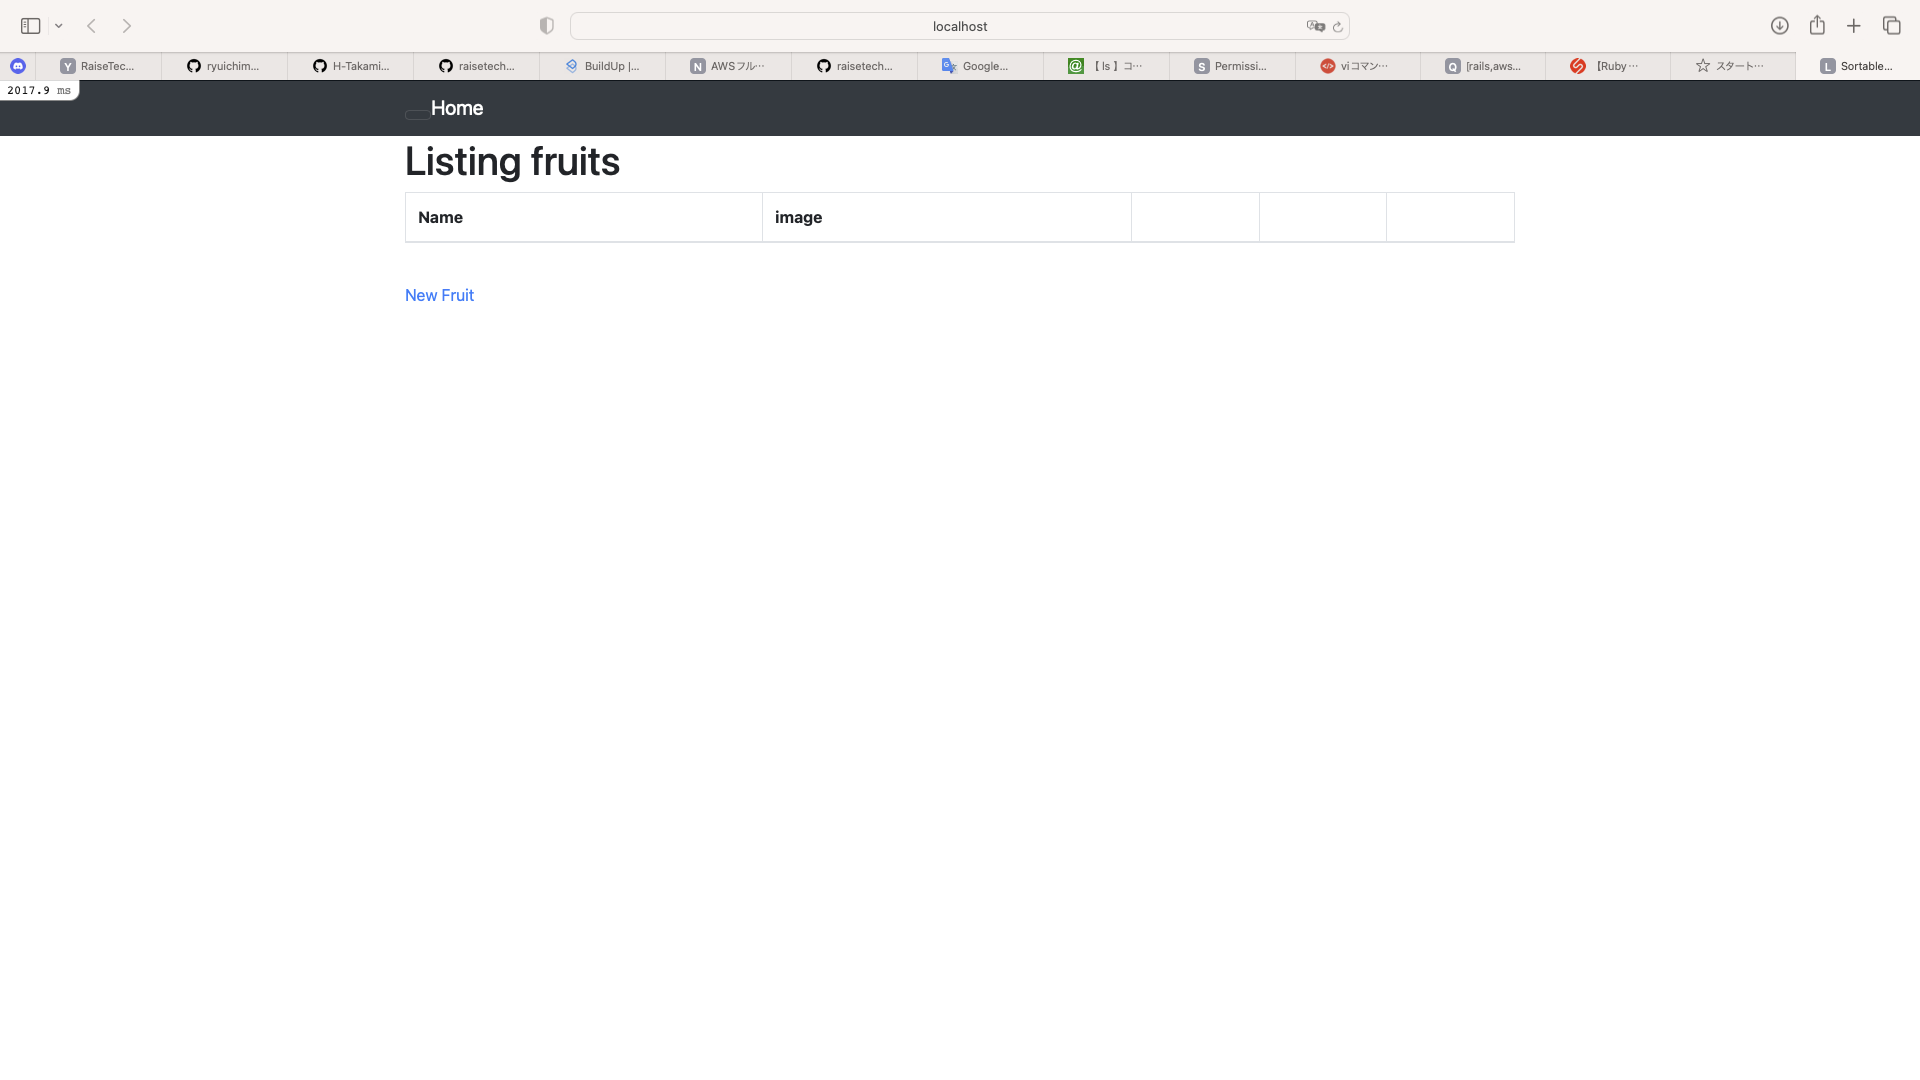 localhost
RaiseTec...
ryuichim...
H-Takami...
raisetech...
BuildUp |...
AWSフル…
raisetech...
Google...
【 ls 】コ…
Permissi...
viコマン…
[rails,aws...
【Ruby…
スタート…
Sortable...
2017.9 ms
Home
Listing fruits
Name image
New Fruit